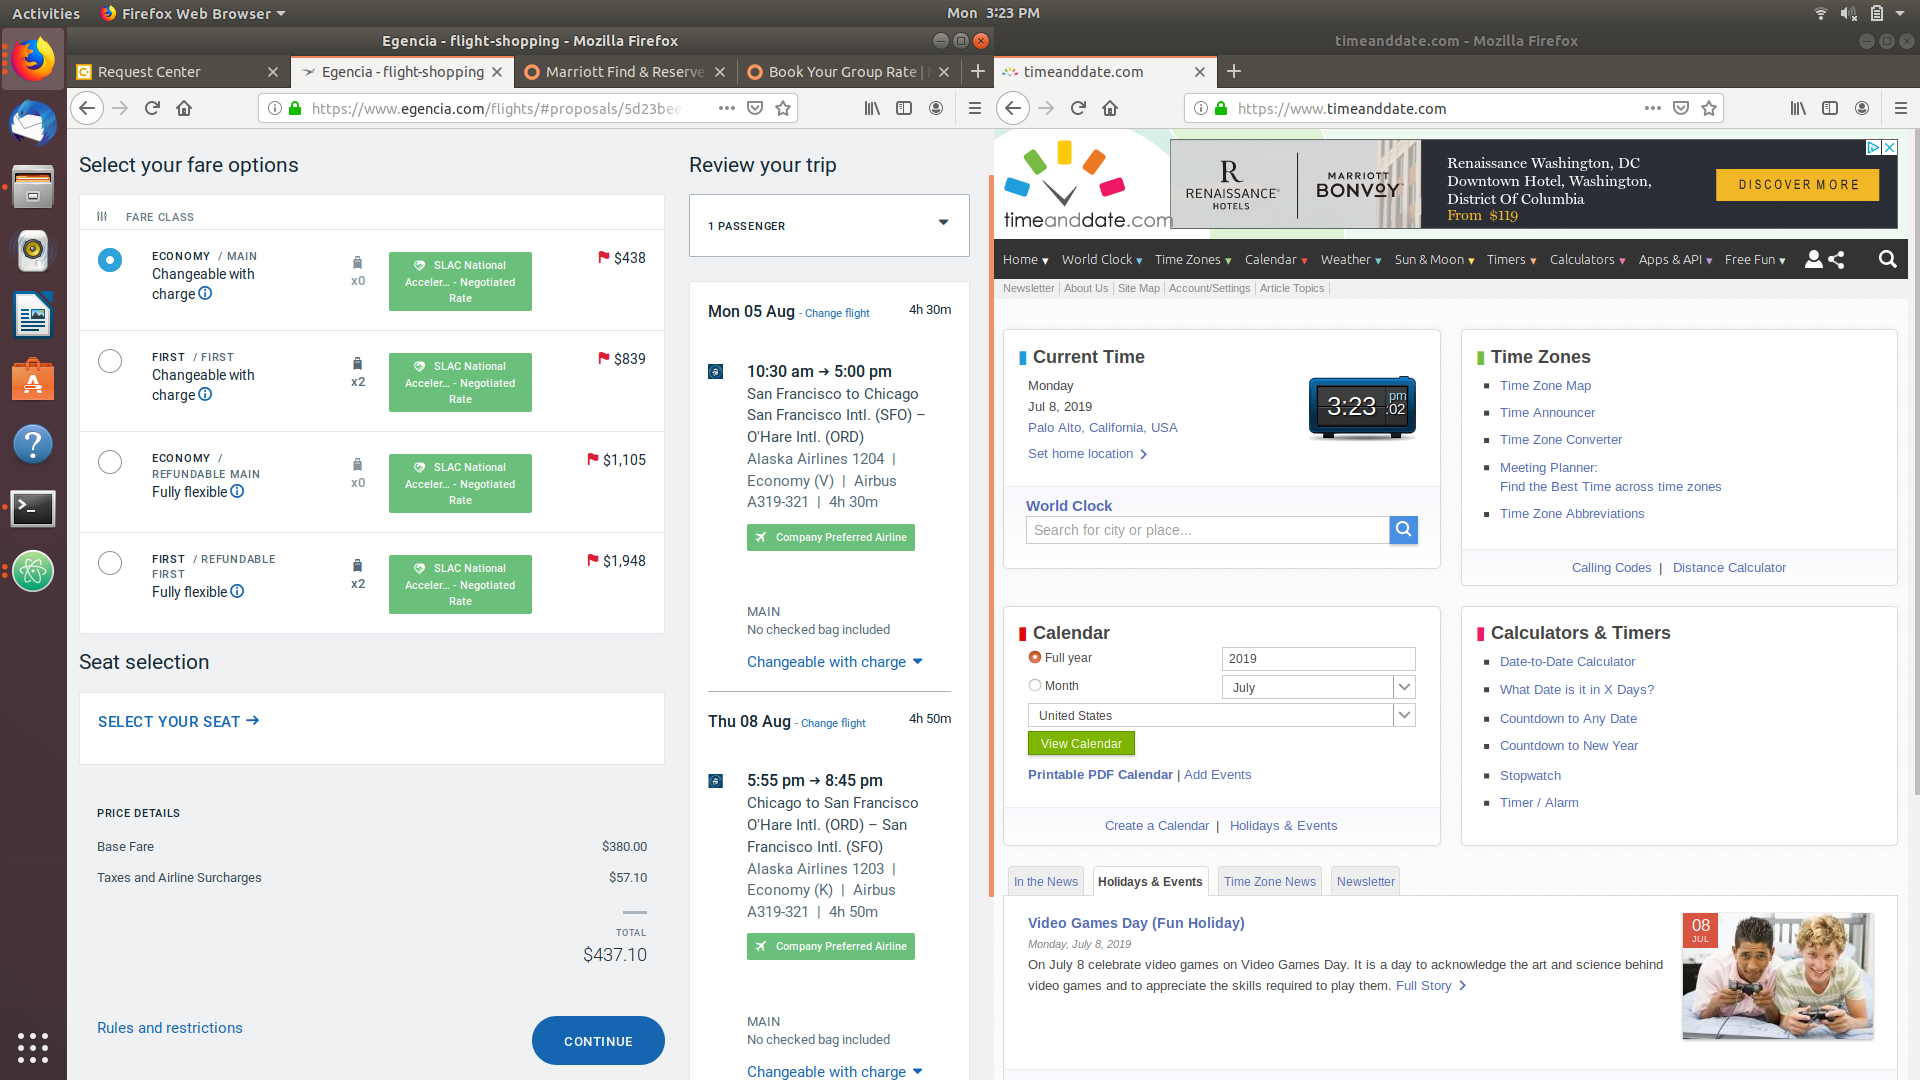 Activities
Firefox Web Browser
Mon 3:23 PM
Egencia - flight-shopping - Mozilla Firefox
Request Center
Egencia - flight-shopping
Marriott Find & Reserve
Book Your Group Rate |
https://www.egencia.com/flights/#proposals/5d23bee
Select your fare options
FARE CLASS
ECONOMY / MAIN
Changeable with
charge
x0
SLAC National
Acceler... - Negotiated
Rate
$438
FIRST / FIRST
Changeable with
charge
x2
SLAC National
Acceler... - Negotiated
Rate
$839
ECONOMY /
REFUNDABLE MAIN
Fully flexible
x0
SLAC National
Acceler... - Negotiated
Rate
$1,105
FIRST / REFUNDABLE
FIRST
Fully flexible
x2
SLAC National
Acceler... - Negotiated
Rate
$1,948
Seat selection
SELECT YOUR SEAT →
PRICE DETAILS
Base Fare $380.00
Taxes and Airline Surcharges $57.10
TOTAL
$437.10
Rules and restrictions
CONTINUE
Review your trip
1 PASSENGER
Mon 05 Aug - Change flight 4h 30m
10:30 am → 5:00 pm
San Francisco to Chicago
San Francisco Intl. (SFO) –
O'Hare Intl. (ORD)
Alaska Airlines 1204 |
Economy (V) | Airbus
A319-321 | 4h 30m
Company Preferred Airline
MAIN
No checked bag included
Changeable with charge
Thu 08 Aug - Change flight 4h 50m
5:55 pm → 8:45 pm
Chicago to San Francisco
O'Hare Intl. (ORD) – San
Francisco Intl. (SFO)
Alaska Airlines 1203 |
Economy (K) | Airbus
A319-321 | 4h 50m
Company Preferred Airline
MAIN
No checked bag included
Changeable with charge
timeanddate.com - Mozilla Firefox
timeanddate.com
https://www.timeanddate.com
timeanddate.com
R
RENAISSANCE®
HOTELS
MARRIOTT
BONVOY
Renaissance Washington, DC
Downtown Hotel, Washington,
District Of Columbia
From $119
DISCOVER MORE
Home World Clock Time Zones Calendar Weather Sun & Moon Timers Calculators Apps & API Free Fun
Newsletter About Us Site Map Account/Settings Article Topics
Current Time
Monday
Jul 8, 2019
Palo Alto, California, USA
Set home location
3:23 pm :02
World Clock
Search for city or place...
Time Zones
Time Zone Map
Time Announcer
Time Zone Converter
Meeting Planner:
Find the Best Time across time zones
Time Zone Abbreviations
Calling Codes | Distance Calculator
Calendar
Full year 2019
Month July
United States
View Calendar
Printable PDF Calendar | Add Events
Create a Calendar | Holidays & Events
Calculators & Timers
Date-to-Date Calculator
What Date is it in X Days?
Countdown to Any Date
Countdown to New Year
Stopwatch
Timer / Alarm
In the News Holidays & Events Time Zone News Newsletter
Video Games Day (Fun Holiday)
Monday, July 8, 2019
On July 8 celebrate video games on Video Games Day. It is a day to acknowledge the art and science behind
video games and to appreciate the skills required to play them. Full Story
08
JUL